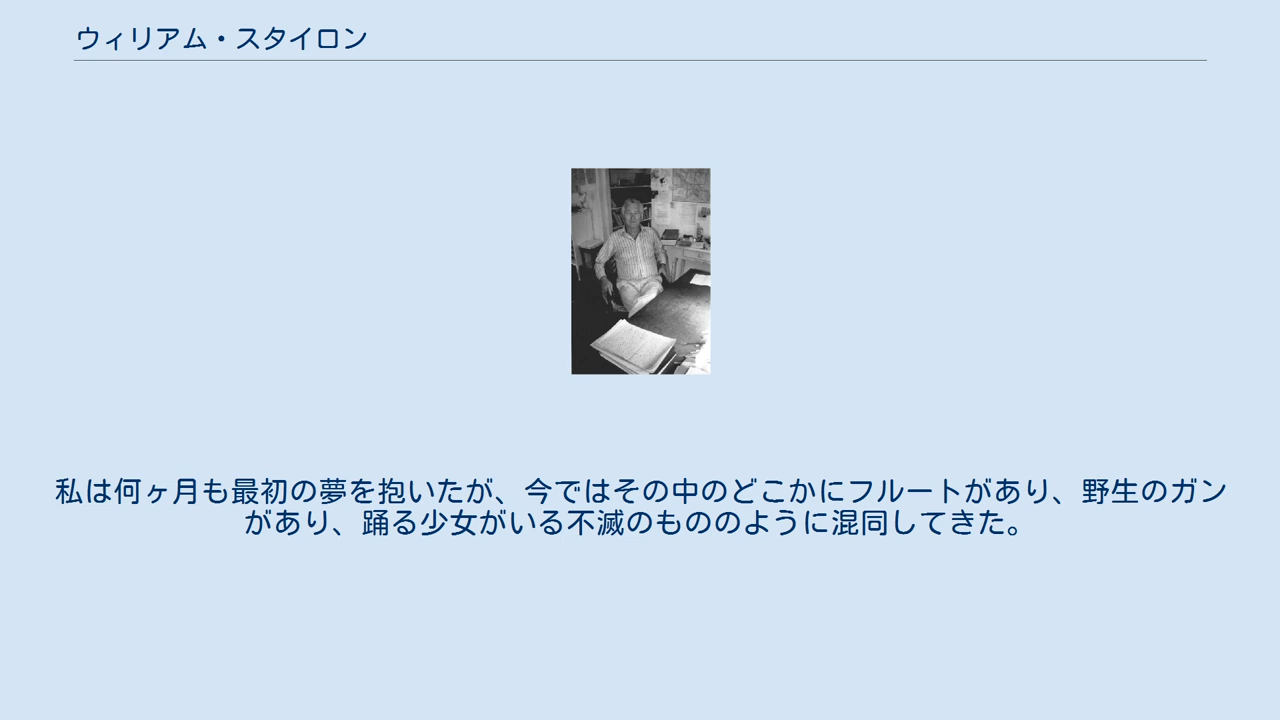 ウィリアム・スタイロン
私は何ヶ月も最初の夢を抱いたが、今ではその中のどこかにフルートがあり、野生のガン
があり、踊る少女がいる不滅のもののように混同してきた。